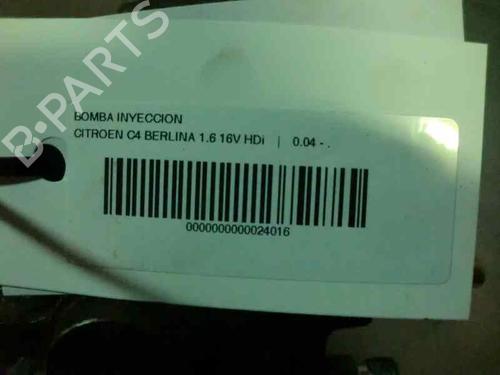 B-PARTS
BOMBA INYECCION
CITROEN C4 BERLINA 1.6 16V HDi | 0.04 - .
0000000000024016